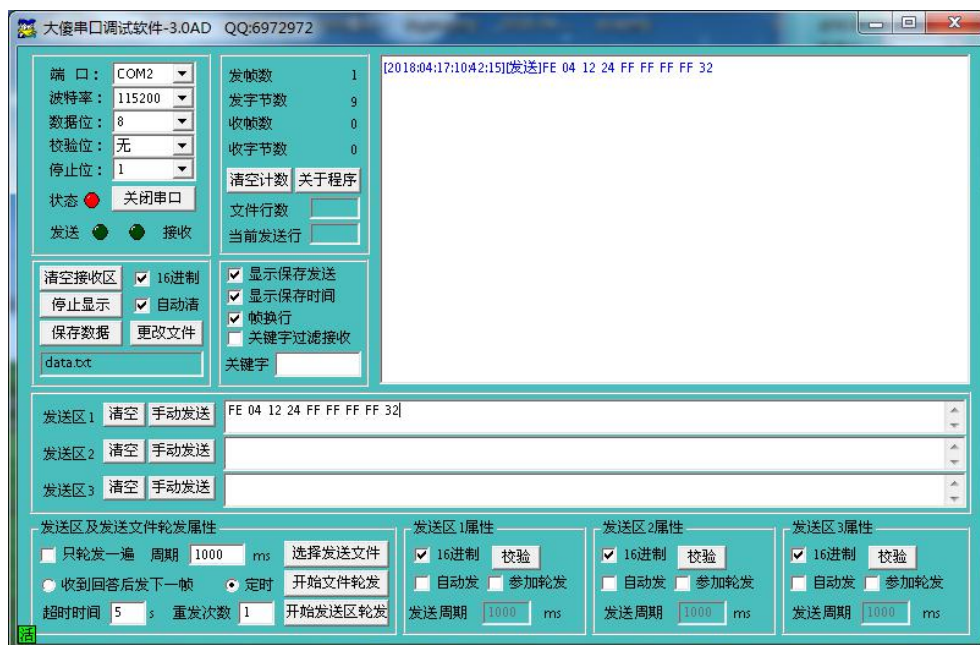 大傻串口调试软件-3.0AD QQ:6972972
端 口： COM2
波特率： 115200
数据位： 8
校验位： 无
停止位： 1
状态 关闭串口
发送 接收
发帧数 1
发字节数 9
收帧数 0
收字节数 0
清空计数 关于程序
文件行数
当前发送行
[2018:04:17:10:42:15][发送]FE 04 12 24 FF FF FF FF 32
清空接收区 16进制
停止显示 自动清
保存数据 更改文件
data.txt
显示保存发送
显示保存时间
帧换行
关键字过滤接收
关键字
发送区1 清空 手动发送 FE 04 12 24 FF FF FF FF 32
发送区2 清空 手动发送
发送区3 清空 手动发送
发送区及发送文件轮发属性
只轮发一遍 周期 1000 ms 选择发送文件
收到回答后发下一帧 定时 开始文件轮发
超时时间 5 s 重发次数 1 开始发送区轮发
发送区1属性
16进制 校验
自动发 参加轮发
发送周期 1000 ms
发送区2属性
16进制 校验
自动发 参加轮发
发送周期 1000 ms
发送区3属性
16进制 校验
自动发 参加轮发
发送周期 1000 ms
活